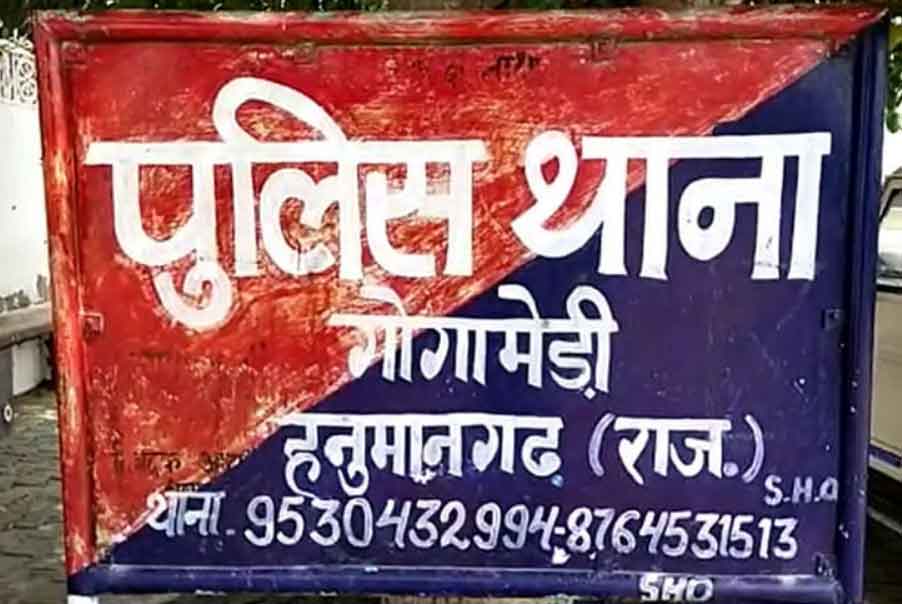 पुलिस थाना
गोगामेडी़
हनुमानगढ़ (राज.)
S.H.O
थाना - 9530432994-8764531513
SHO